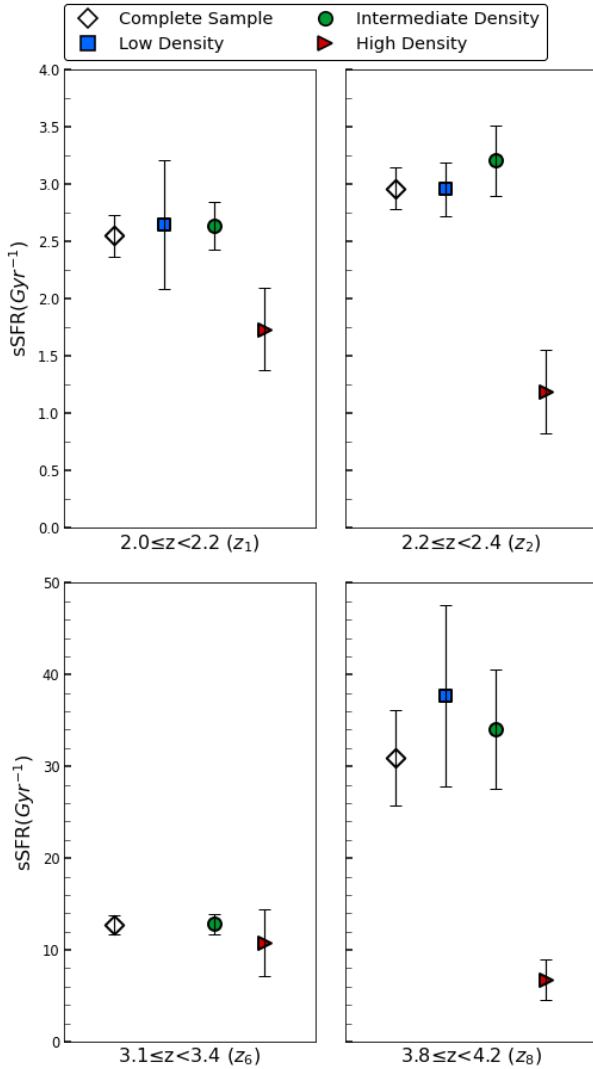 Complete Sample
Intermediate Density
Low Density
High Density
4.0
3.5
3.0
2.5
2.0
1.5
1.0
0.5
0.0
sSFR(Gyr⁻¹)
2.0≤z<2.2 (z₁)
2.2≤z<2.4 (z₂)
50
40
30
20
10
0
sSFR(Gyr⁻¹)
3.1≤z<3.4 (z₆)
3.8≤z<4.2 (z₈)